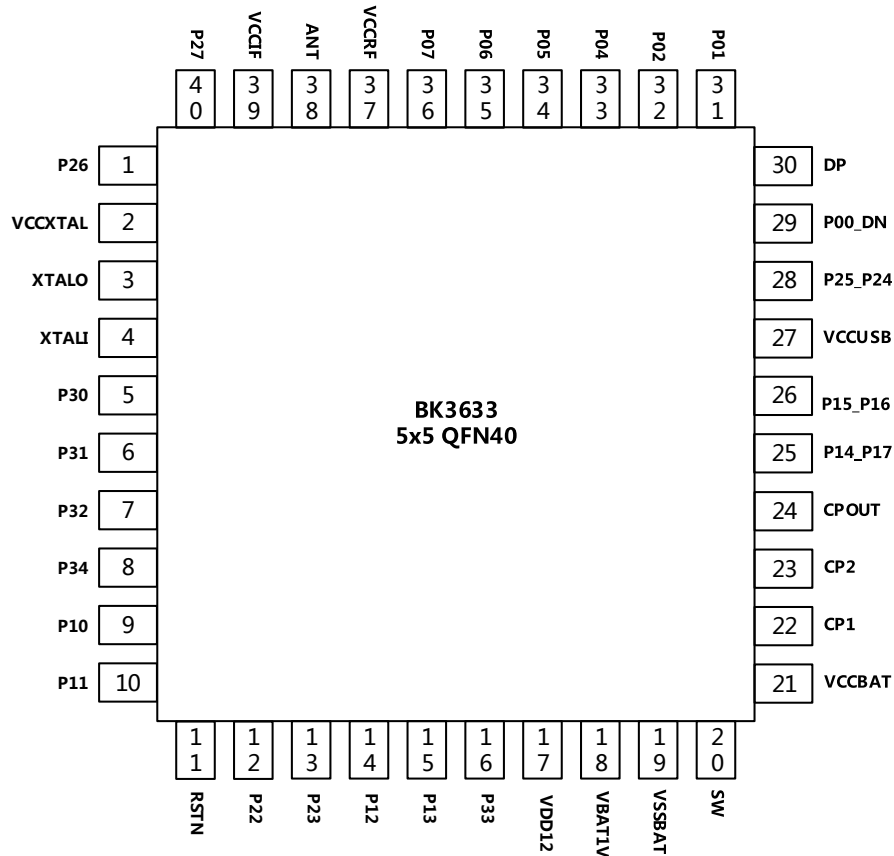 P27 VCCIF ANT VCCRF P07 P06 P05 P04 P02 P01
40 39 38 37 36 35 34 33 32 31
P26 1
VCCXTAL 2
XTALO 3
XTALI 4
P30 5
P31 6
P32 7
P34 8
P10 9
P11 10
BK3633
5x5 QFN40
30 DP
29 P00_DN
28 P25_P24
27 VCCUSB
26 P15_P16
25 P14_P17
24 CPOUT
23 CP2
22 CP1
21 VCCBAT
11 12 13 14 15 16 17 18 19 20
RSTN P22 P23 P12 P13 P33 VDD12 VBAT1V VSSBAT SW